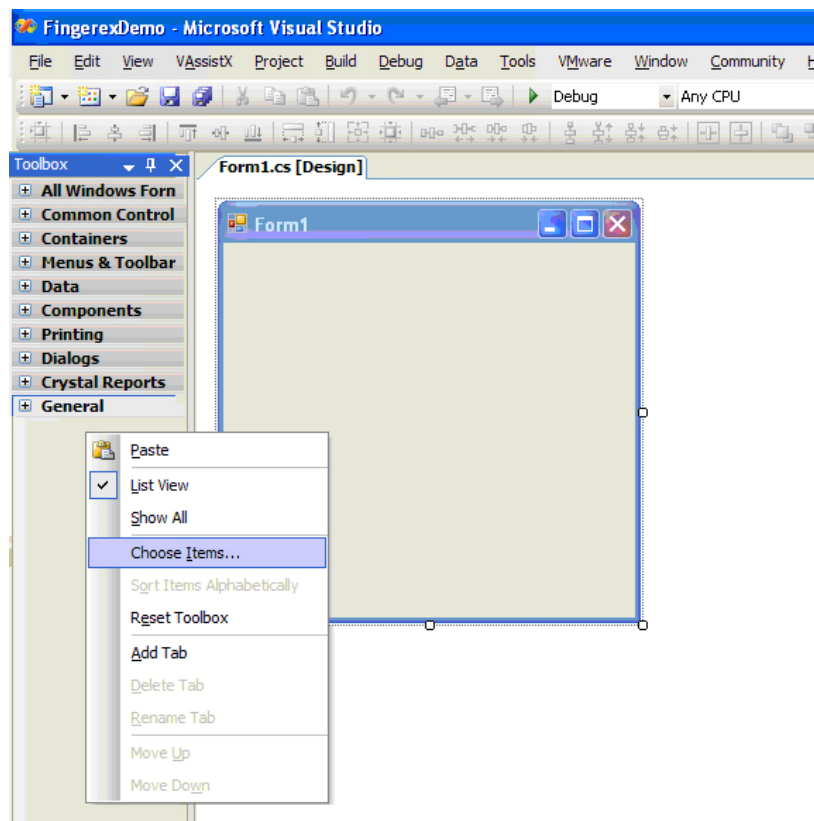 FingerexDemo - Microsoft Visual Studio
File Edit View VAssistX Project Build Debug Data Tools VMware Window Community
Debug Any CPU
Toolbox
Form1.cs [Design]
All Windows Forn
Common Control
Containers
Menus & Toolbar
Data
Components
Printing
Dialogs
Crystal Reports
General
Form1
Paste
List View
Show All
Choose Items...
Sort Items Alphabetically
Reset Toolbox
Add Tab
Delete Tab
Rename Tab
Move Up
Move Down